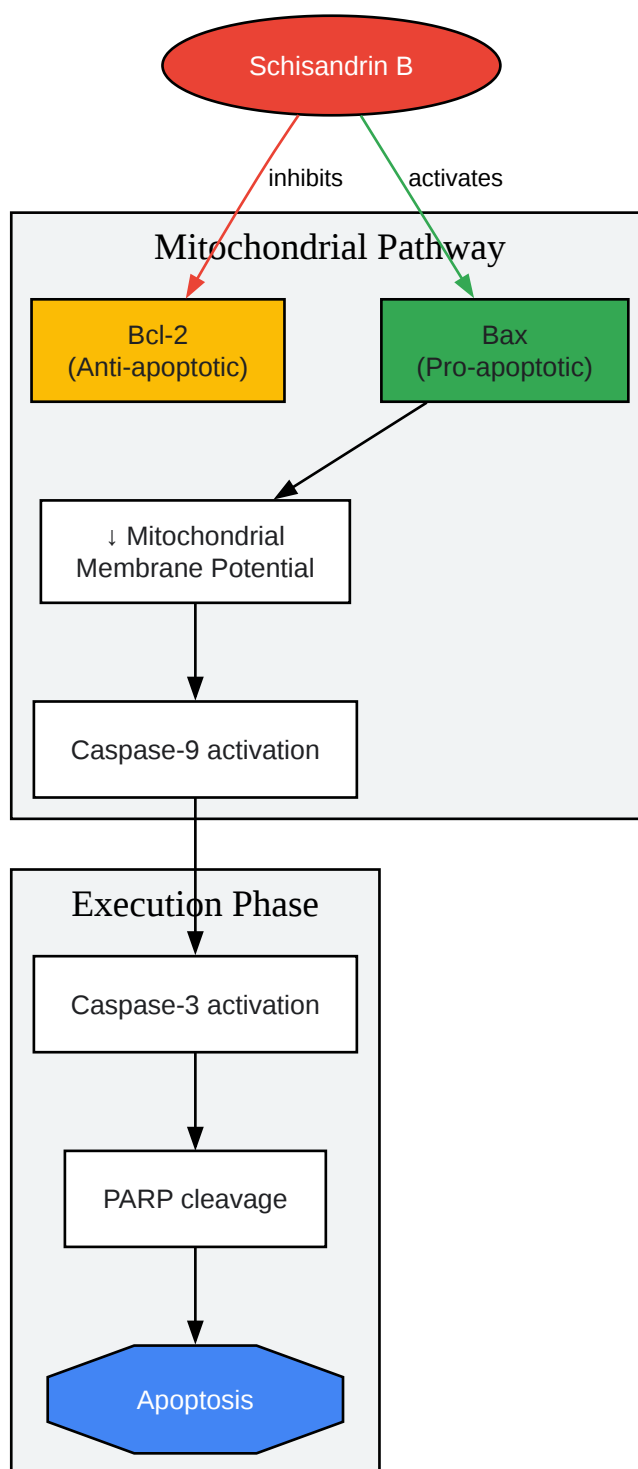 Schisandrin B
inhibits
activates
Mitochondrial Pathway
Bcl-2
(Anti-apoptotic)
Bax
(Pro-apoptotic)
↓ Mitochondrial
Membrane Potential
Caspase-9 activation
Execution Phase
Caspase-3 activation
PARP cleavage
Apoptosis